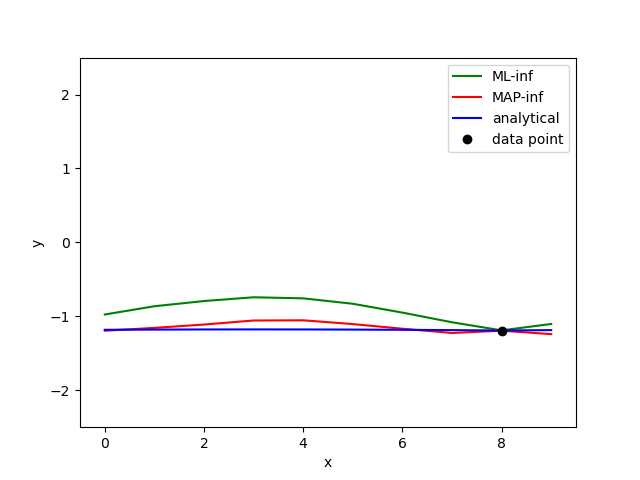 ML-inf
MAP-inf
analytical
data point
2
1
0
−1
−2
y
0 2 4 6 8
x